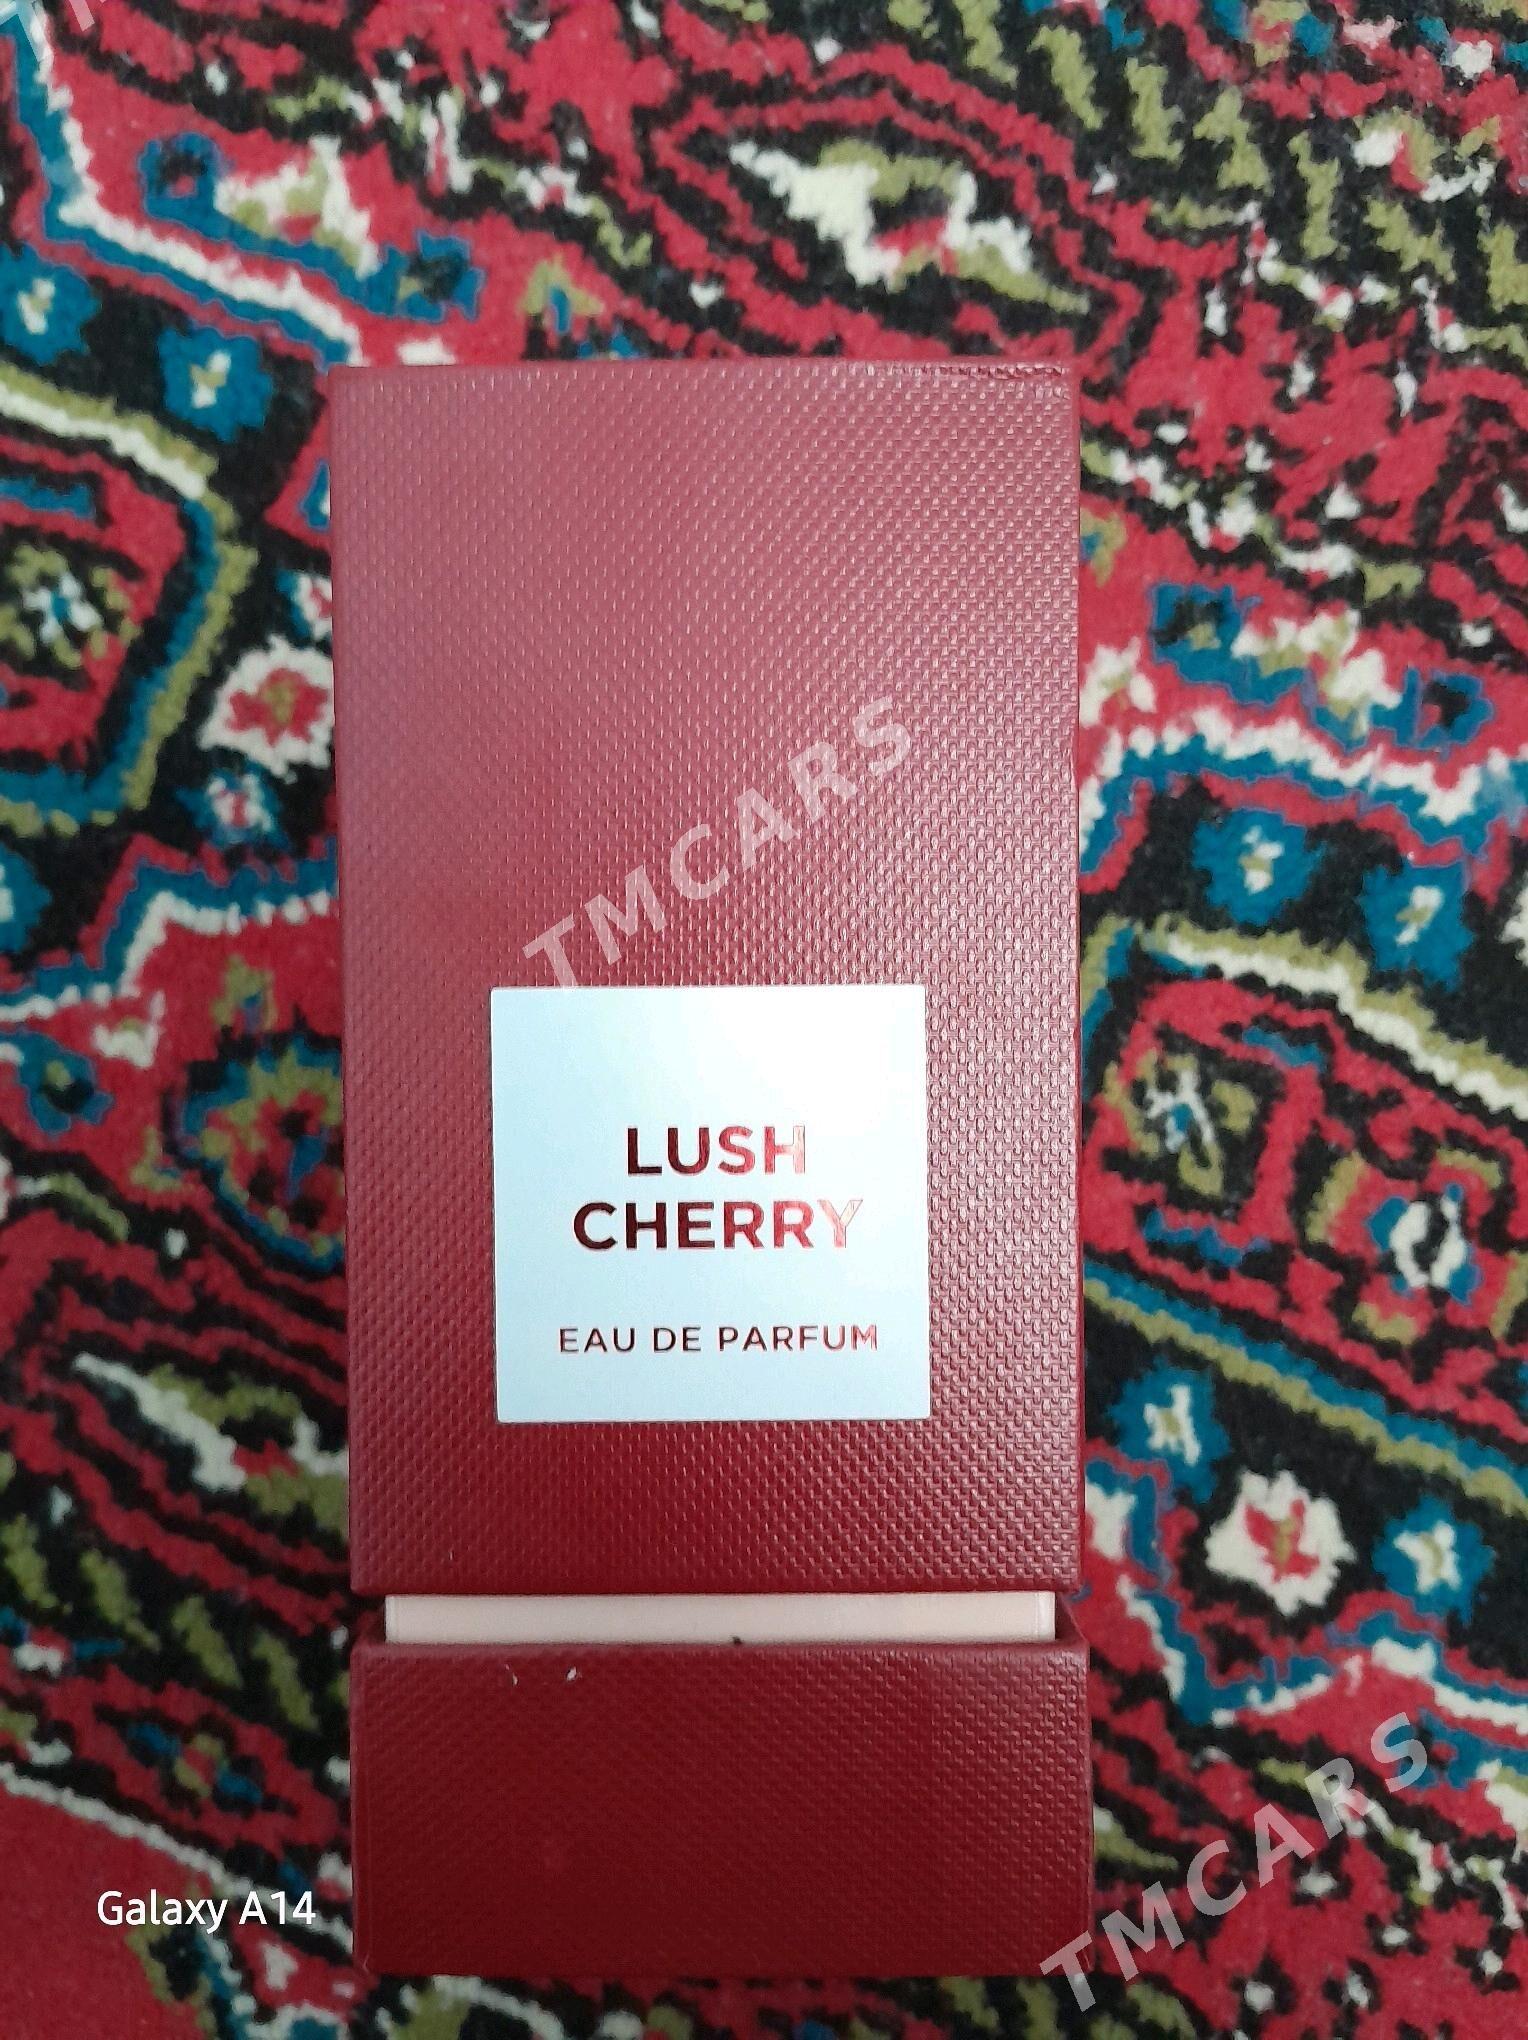 TMCARS
LUSH
CHERRY
EAU DE PARFUM
Galaxy A14
TMCARS